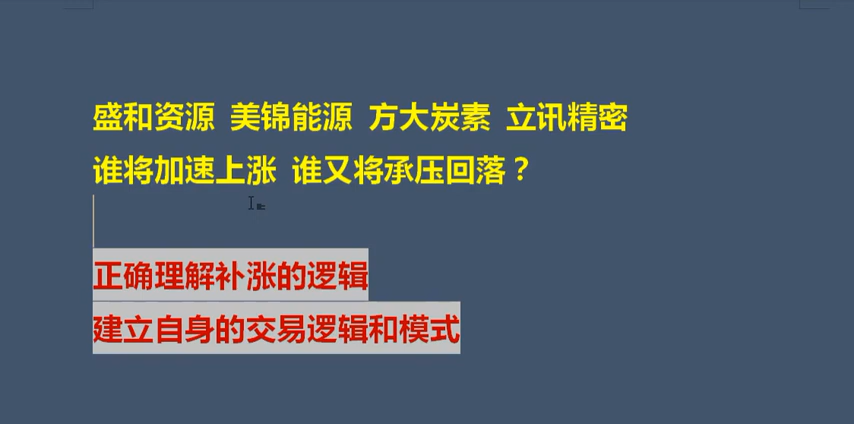 盛和资源 美锦能源 方大炭素 立讯精密
谁将加速上涨 谁又将承压回落？
正确理解补涨的逻辑
建立自身的交易逻辑和模式